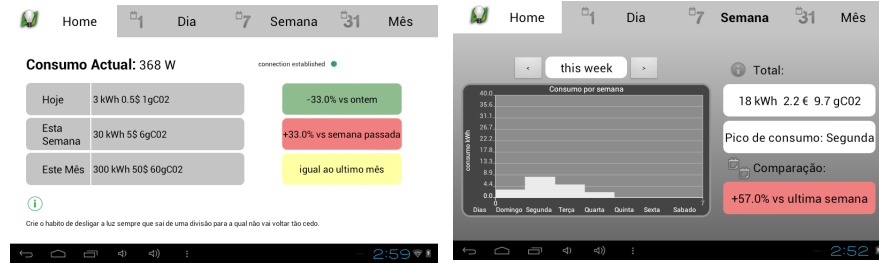 Home
1 Dia
7 Semana
31 Mês
Consumo Actual: 368 W
connection established
Hoje
3 kWh 0.5$ 1gC02
-33.0% vs ontem
Esta
Semana
30 kWh 5$ 6gC02
+33.0% vs semana passada
Este Mês
300 kWh 50$ 60gC02
igual ao ultimo mês
i
Crie o habito de desligar a luz sempre que sai de uma divisão para a qual não vai voltar tão cedo.
2:59
Home
1 Dia
7 Semana
31 Mês
<
this week
>
Consumo por semana
consumo kWh
40.0
35.6
31.1
26.7
22.2
17.8
13.3
8.9
4.4
0.0
0
7
Dias Domingo Segunda Terça Quarta Quinta Sexta Sabado
i Total:
18 kWh 2.2 € 9.7 gC02
Pico de consumo: Segunda
Comparação:
+57.0% vs ultima semana
2:52